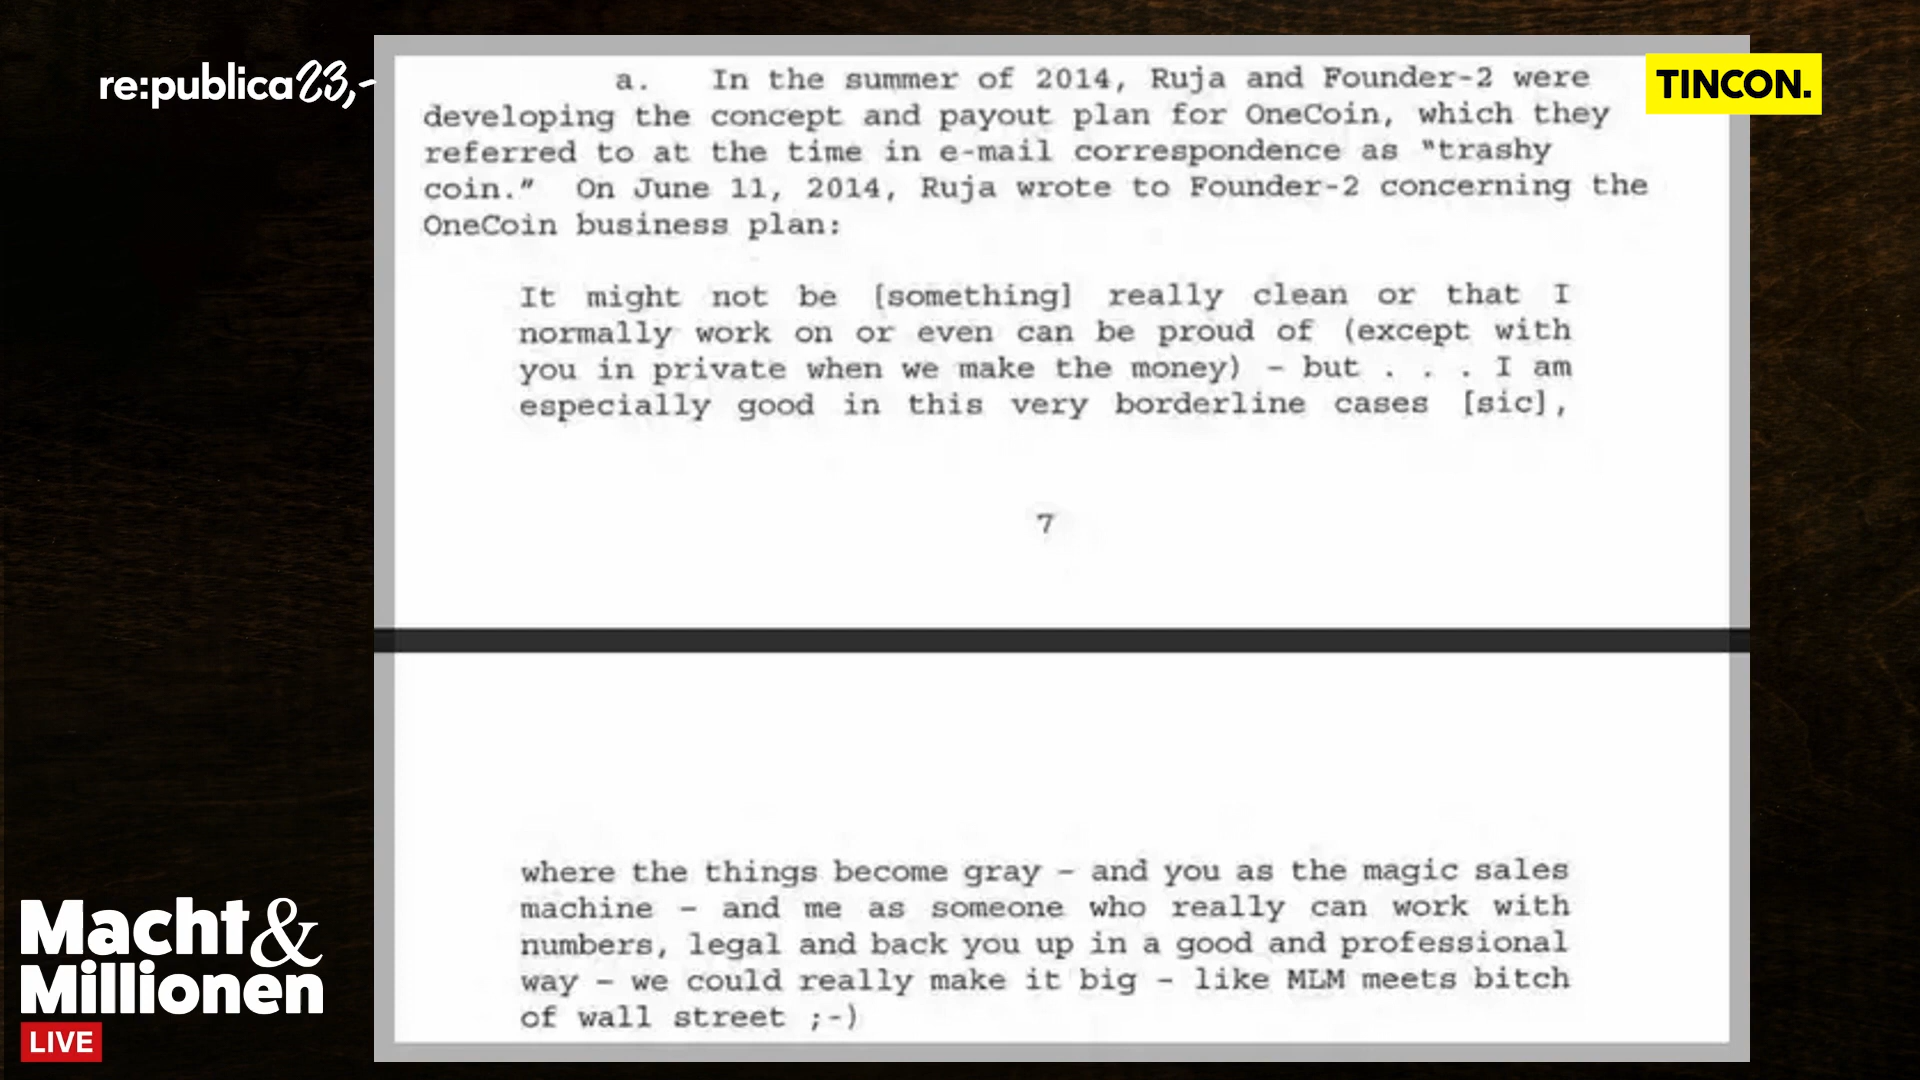 re:publica 23,-
TINCON.
a. In the summer of 2014, Ruja and Founder-2 were
developing the concept and payout plan for OneCoin, which they
referred to at the time in e-mail correspondence as "trashy
coin." On June 11, 2014, Ruja wrote to Founder-2 concerning the
OneCoin business plan:
It might not be [something] really clean or that I
normally work on or even can be proud of (except with
you in private when we make the money) - but . . . I am
especially good in this very borderline cases [sic],
7
where the things become gray - and you as the magic sales
machine - and me as someone who really can work with
numbers, legal and back you up in a good and professional
way - we could really make it big - like MLM meets bitch
of wall street ;-)
Macht &
Millionen
LIVE